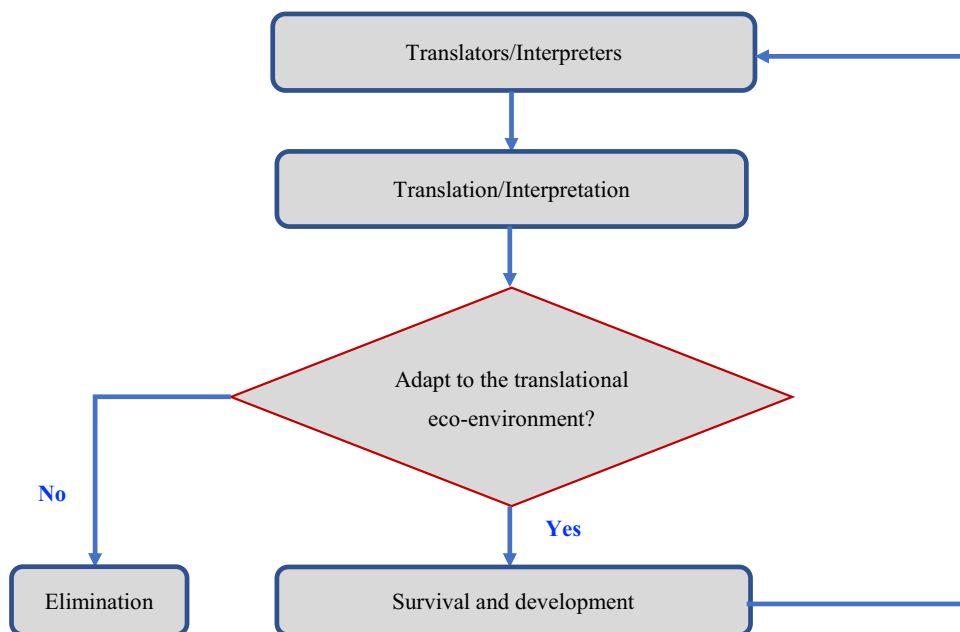 Translators/Interpreters
Translation/Interpretation
Adapt to the translational
eco-environment?
No
Yes
Elimination
Survival and development